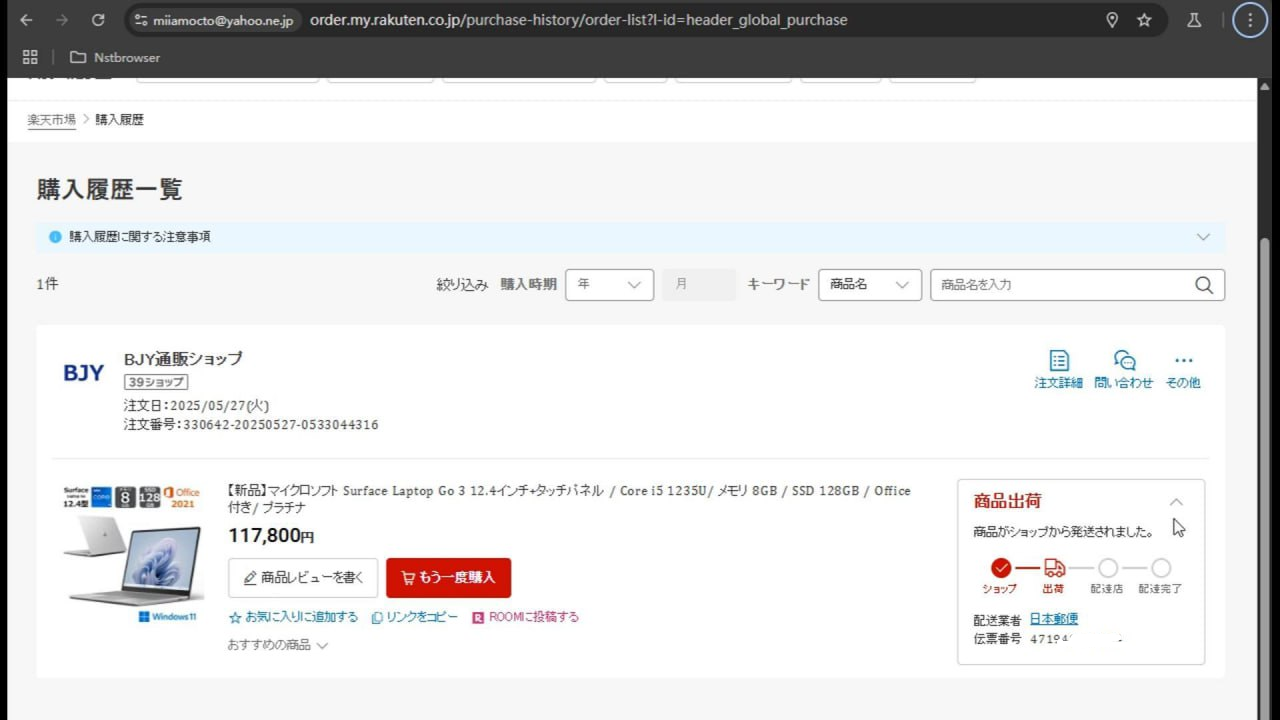 miiamocto@yahoo.ne.jp
order.my.rakuten.co.jp/purchase-history/order-list?l-id=header_global_purchase
Nstbrowser
楽天市場 > 購入履歴
購入履歴一覧
購入履歴に関する注意事項
1件
絞り込み 購入時期 年 月 キーワード 商品名 商品名を入力
BJY
BJY通販ショップ
39ショップ
注文日:2025/05/27(火)
注文番号:330642-20250527-0533044316
注文詳細 問い合わせ その他
Surface
12.4型
8
SSD
128
Office
2021
Windows11
【新品】マイクロソフト Surface Laptop Go 3 12.4インチ+タッチパネル / Core i5 1235U/ メモリ 8GB / SSD 128GB / Office
付き/ プラチナ
117,800円
商品レビューを書く もう一度購入
お気に入りに追加する リンクをコピー ROOMに投稿する
おすすめの商品
商品出荷
商品がショップから発送されました。
ショップ 出荷 配達店 配達完了
配送業者 日本郵便
伝票番号 4719